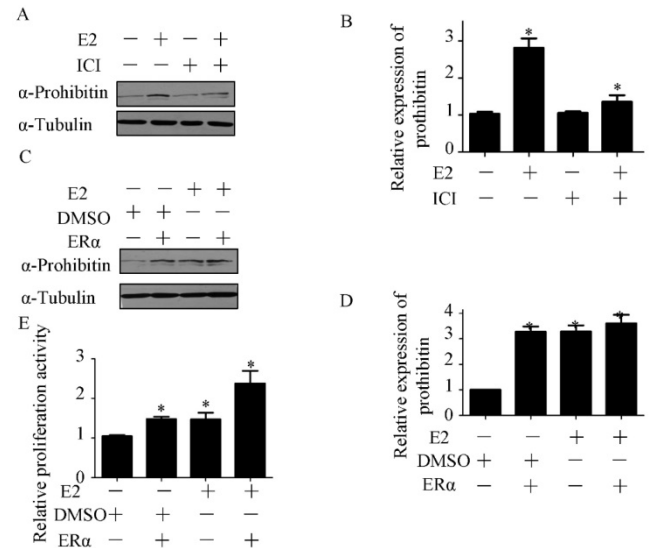 A
E2 − + − +
ICI − − + +
α-Prohibitin
α-Tubulin
B
Relative expression of
prothibitin
3
2
1
0
* *
E2 − + − +
ICI − − + +
C
E2 − − + +
DMSO + + − −
ERα − + − +
α-Prohibitin
α-Tubulin
D
Relative expression of
prothibitin
4
3
2
1
0
* * *
E2 − − + +
DMSO + + − −
ERα − + − +
E
Relative proliferation activity
3
2
1
0
* * *
E2 − − + +
DMSO + + − −
ERα − + − +